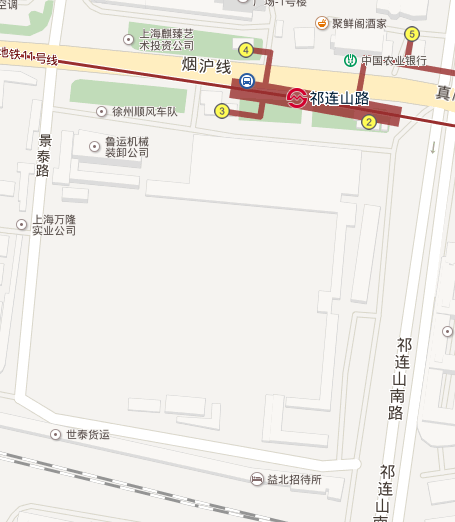 空调
广场-1号楼
聚鲜阁酒家
5
上海麒臻艺
术投资公司
4
中国农业银行
地铁11号线
烟沪线
祁连山路
真
徐州顺风车队
3
2
景泰路
鲁运机械
装卸公司
上海万隆
实业公司
祁连山南路
世泰货运
益北招待所
祁连山南